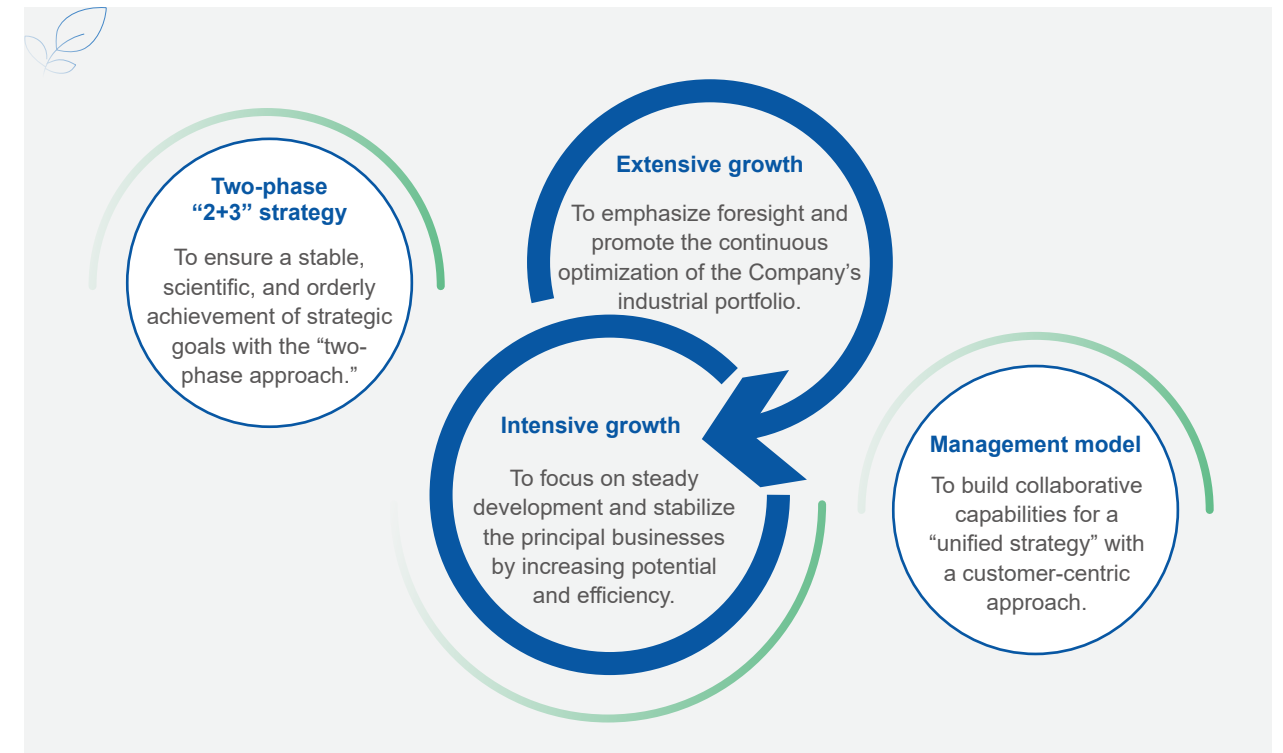 Two-phase
“2+3” strategy
To ensure a stable,
scientific, and orderly
achievement of strategic
goals with the “two-
phase approach.”
Extensive growth
To emphasize foresight and
promote the continuous
optimization of the Company’s
industrial portfolio.
Intensive growth
To focus on steady
development and stabilize
the principal businesses
by increasing potential
and efficiency.
Management model
To build collaborative
capabilities for a
“unified strategy” with
a customer-centric
approach.